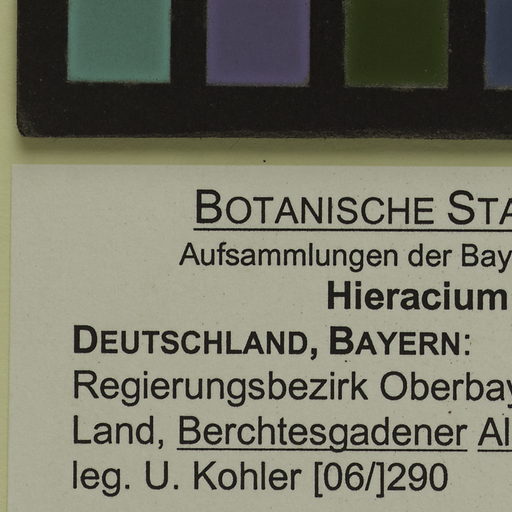 BOTANISCHE STA
Aufsammlungen der Bay
Hieracium
DEUTSCHLAND, BAYERN:
Regierungsbezirk Oberbay
Land, Berchtesgadener Al
leg. U. Kohler [06/]290